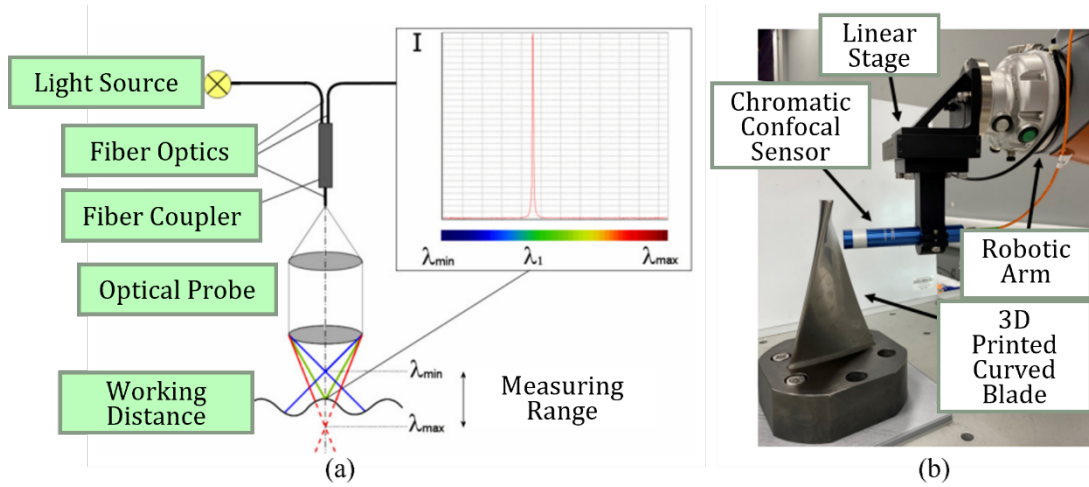 Light Source
Fiber Optics
Fiber Coupler
Optical Probe
Working
Distance
I
λmin
λ1
λmax
λmin
λmax
Measuring
Range
(a)
Linear
Stage
Chromatic
Confocal
Sensor
Robotic
Arm
3D
Printed
Curved
Blade
(b)